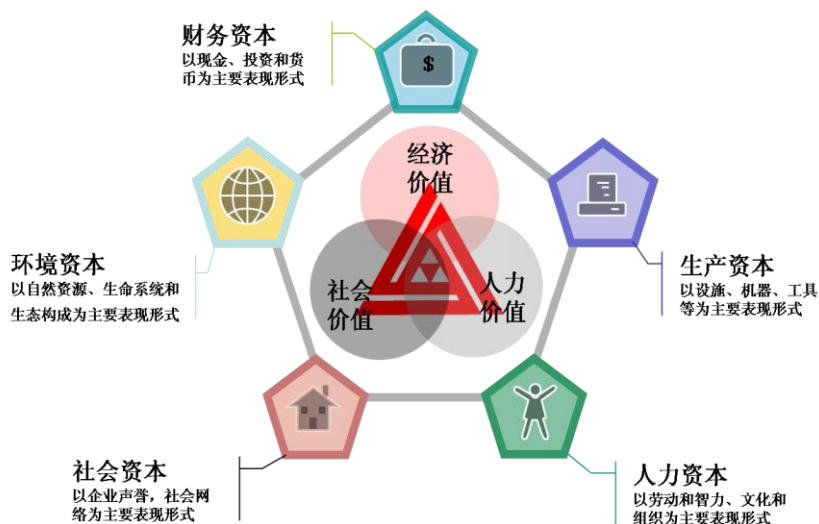 财务资本
以现金、投资和货
币为主要表现形式
$
经济
价值
环境资本
以自然资源、生命系统和
生态构成为主要表现形式
社会
价值
人力
价值
生产资本
以设施、机器、工具
等为主要表现形式
社会资本
以企业声誉，社会网
络为主要表现形式
人力资本
以劳动和智力、文化和
组织为主要表现形式